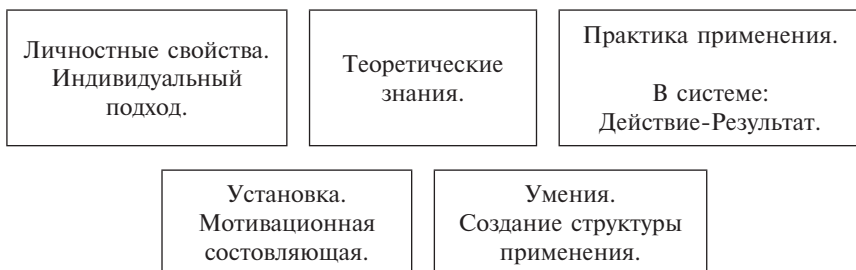 Личностные свойства.
Индивидуальный
подход.
Теоретические
знания.
Практика применения.
В системе:
Действие-Результат.
Установка.
Мотивационная
состовляющая.
Умения.
Создание структуры
применения.